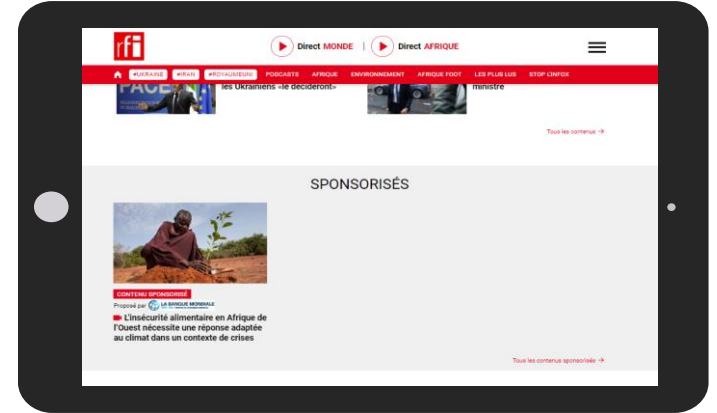 rfi
Direct MONDE | Direct AFRIQUE
#UKRAINE #IRAN #ROYAUMEUNI PODCASTS AFRIQUE ENVIRONNEMENT AFRIQUE FOOT LES PLUS LUS STOP L'INFOX
PACE
les Ukrainiens «le décideront»
ministre
Tous les contenus →
SPONSORISÉS
CONTENU SPONSORISÉ
Proposé par LA BANQUE MONDIALE
L'insécurité alimentaire en Afrique de
l'Ouest nécessite une réponse adaptée
au climat dans un contexte de crises
Tous les contenus sponsorisés →